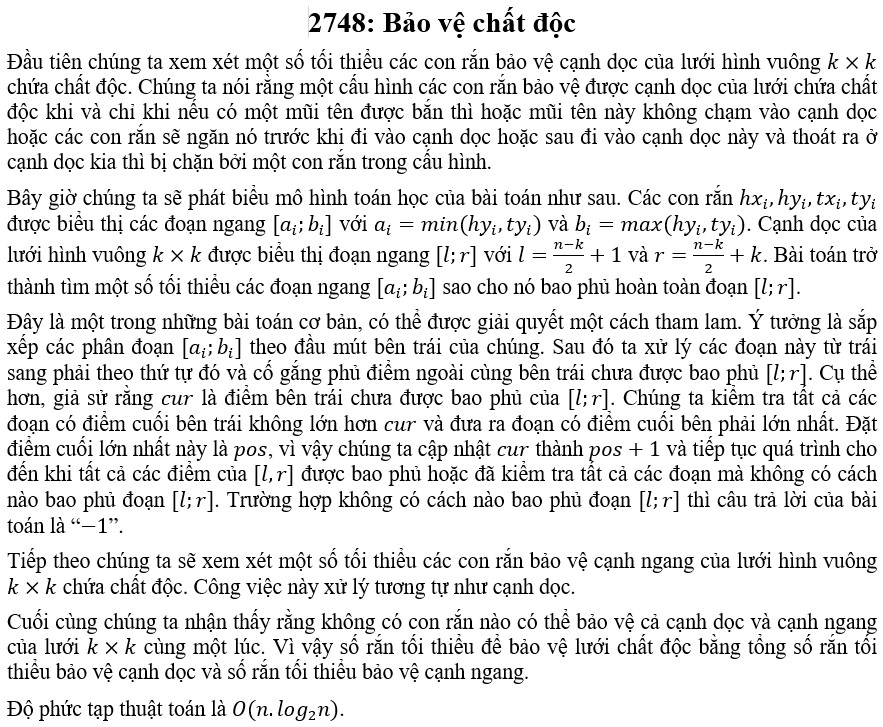 2748: Bảo vệ chất độc
Đầu tiên chúng ta xem xét một số tối thiểu các con rắn bảo vệ cạnh dọc của lưới hình vuông k × k
chứa chất độc. Chúng ta nói rằng một cấu hình các con rắn bảo vệ được cạnh dọc của lưới chứa chất
độc khi và chỉ khi nếu có một mũi tên được bắn thì hoặc mũi tên này không chạm vào cạnh dọc
hoặc các con rắn sẽ ngăn nó trước khi đi vào cạnh dọc hoặc sau đi vào cạnh dọc này và thoát ra ở
cạnh dọc kia thì bị chặn bởi một con rắn trong cấu hình.
Bây giờ chúng ta sẽ phát biểu mô hình toán học của bài toán như sau. Các con rắn hx_i, hy_i, tx_i, ty_i
được biểu thị các đoạn ngang [a_i; b_i] với a_i = min(hy_i, ty_i) và b_i = max(hy_i, ty_i). Cạnh dọc của
lưới hình vuông k × k được biểu thị đoạn ngang [l; r] với l = \frac{n-k}{2} + 1 và r = \frac{n-k}{2} + k. Bài toán trở
thành tìm một số tối thiểu các đoạn ngang [a_i; b_i] sao cho nó bao phủ hoàn toàn đoạn [l; r].
Đây là một trong những bài toán cơ bản, có thể được giải quyết một cách tham lam. Ý tưởng là sắp
xếp các phân đoạn [a_i; b_i] theo đầu mút bên trái của chúng. Sau đó ta xử lý các đoạn này từ trái
sang phải theo thứ tự đó và cố gắng phủ điểm ngoài cùng bên trái chưa được bao phủ [l; r]. Cụ thể
hơn, giả sử rằng cur là điểm bên trái chưa được bao phủ của [l; r]. Chúng ta kiểm tra tất cả các
đoạn có điểm cuối bên trái không lớn hơn cur và đưa ra đoạn có điểm cuối bên phải lớn nhất. Đặt
điểm cuối lớn nhất này là pos, vì vậy chúng ta cập nhật cur thành pos + 1 và tiếp tục quá trình cho
đến khi tất cả các điểm của [l, r] được bao phủ hoặc đã kiểm tra tất cả các đoạn mà không có cách
nào bao phủ đoạn [l; r]. Trường hợp không có cách nào bao phủ đoạn [l; r] thì câu trả lời của bài
toán là “−1”.
Tiếp theo chúng ta sẽ xem xét một số tối thiểu các con rắn bảo vệ cạnh ngang của lưới hình vuông
k × k chứa chất độc. Công việc này xử lý tương tự như cạnh dọc.
Cuối cùng chúng ta nhận thấy rằng không có con rắn nào có thể bảo vệ cả cạnh dọc và cạnh ngang
của lưới k × k cùng một lúc. Vì vậy số rắn tối thiểu để bảo vệ lưới chất độc bằng tổng số rắn tối
thiểu bảo vệ cạnh dọc và số rắn tối thiểu bảo vệ cạnh ngang.
Độ phức tạp thuật toán là O(n. log_2 n).